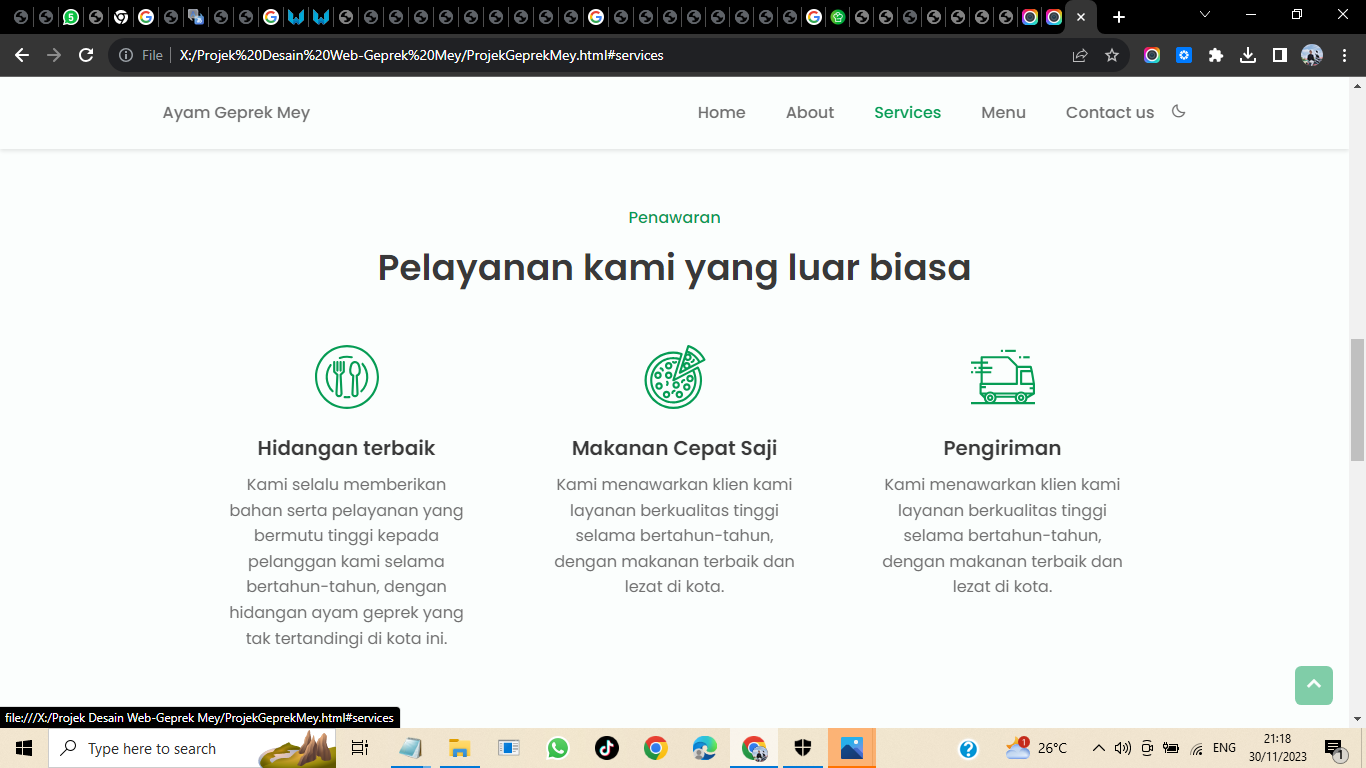 5
File
X:/Projek%20Desain%20Web-Geprek%20Mey/ProjekGeprekMey.html#services
Ayam Geprek Mey
Home
About
Services
Menu
Contact us
Penawaran
Pelayanan kami yang luar biasa
Hidangan terbaik
Kami selalu memberikan
bahan serta pelayanan yang
bermutu tinggi kepada
pelanggan kami selama
bertahun-tahun, dengan
hidangan ayam geprek yang
tak tertandingi di kota ini.
Makanan Cepat Saji
Kami menawarkan klien kami
layanan berkualitas tinggi
selama bertahun-tahun,
dengan makanan terbaik dan
lezat di kota.
Pengiriman
Kami menawarkan klien kami
layanan berkualitas tinggi
selama bertahun-tahun,
dengan makanan terbaik dan
lezat di kota.
file:///X:/Projek Desain Web-Geprek Mey/ProjekGeprekMey.html#services
Type here to search
1
26°C
ENG
21:18
30/11/2023
1